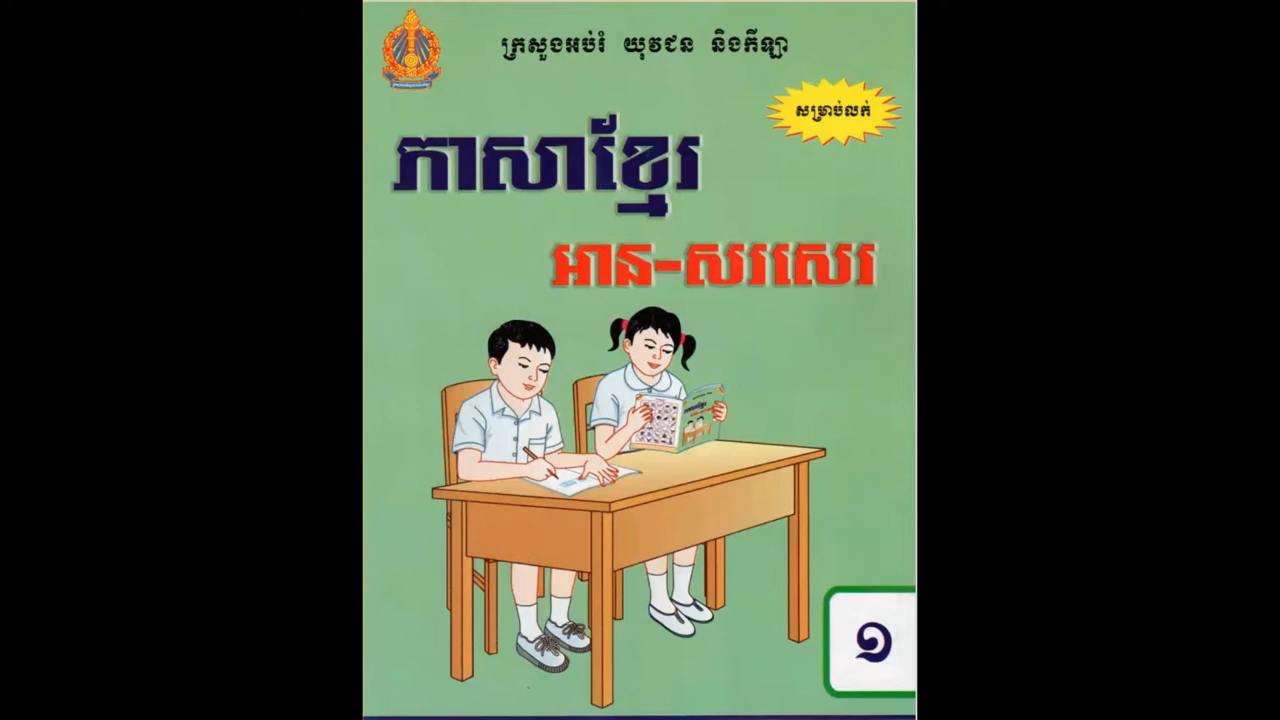 ក្រសួងអប់រំ យុវជន និងកីឡា
សម្រាប់លក់
ភាសាខ្មែរ
អាន-សរសេរ
១